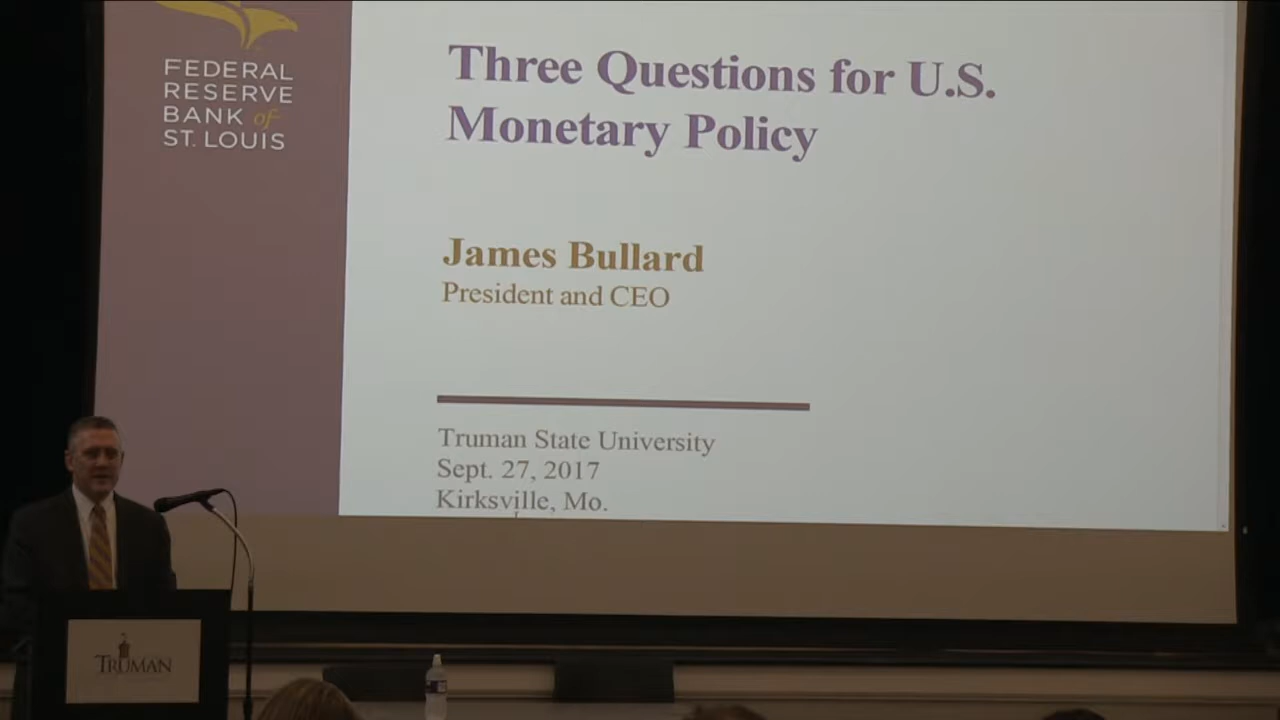 FEDERAL
RESERVE
BANK of
ST. LOUIS
Three Questions for U.S.
Monetary Policy
James Bullard
President and CEO
Truman State University
Sept. 27, 2017
Kirksville, Mo.
TRUMAN